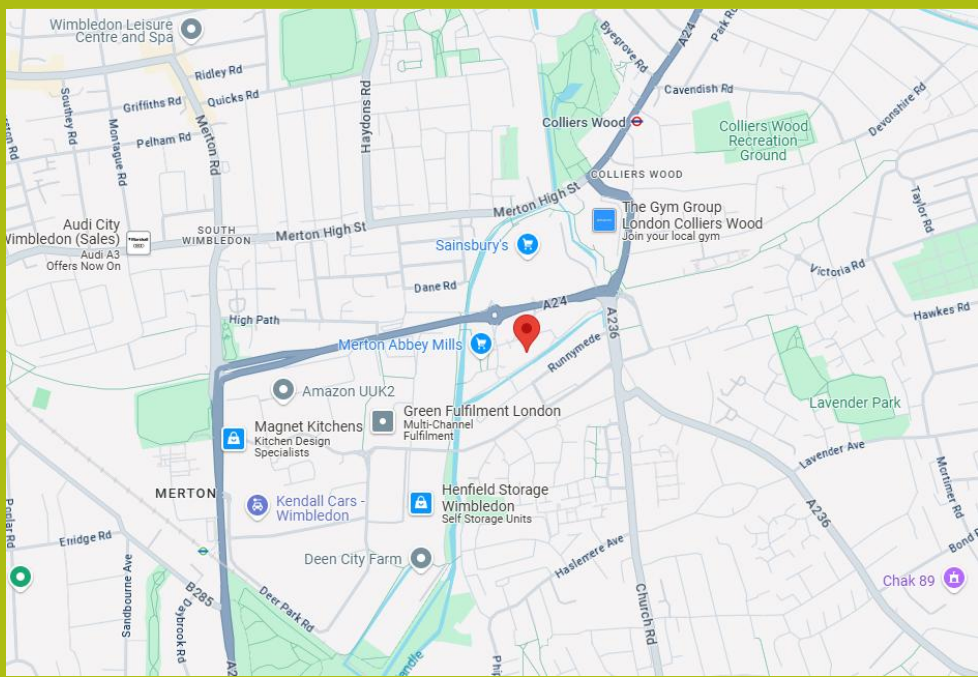 Wimbledon Leisure
Centre and Spa
Ridley Rd
Griffiths Rd
Quicks Rd
Southey Rd
Montague Rd
Pelham Rd
Merton Rd
Haydons Rd
Byegrove Rd
A24
Park Rd
Cavendish Rd
Devonshire Rd
Colliers Wood
Colliers Wood
Recreation
Ground
COLLIERS WOOD
Merton High St
The Gym Group
London Colliers Wood
Join your local gym
Taylor Rd
Audi City
Wimbledon (Sales)
Audi A3
Offers Now On
SOUTH
WIMBLEDON
Merton High St
Sainsbury's
Victoria Rd
Dane Rd
A24
Hawkes Rd
High Path
A236
Merton Abbey Mills
Runnymede
Amazon UUK2
Lavender Park
Green Fulfilment London
Multi-Channel
Fulfilment
Magnet Kitchens
Kitchen Design
Specialists
Lavender Ave
Mortimer Rd
MERTON
Henfield Storage
Wimbledon
Self Storage Units
Kendall Cars -
Wimbledon
A236
Poplar Rd
Erridge Rd
Bond R
Haslemere Ave
Deen City Farm
Chak 89
Sandbourne Ave
B285
Daybrook Rd
Deer Park Rd
Church Rd
A2
andle
Phip